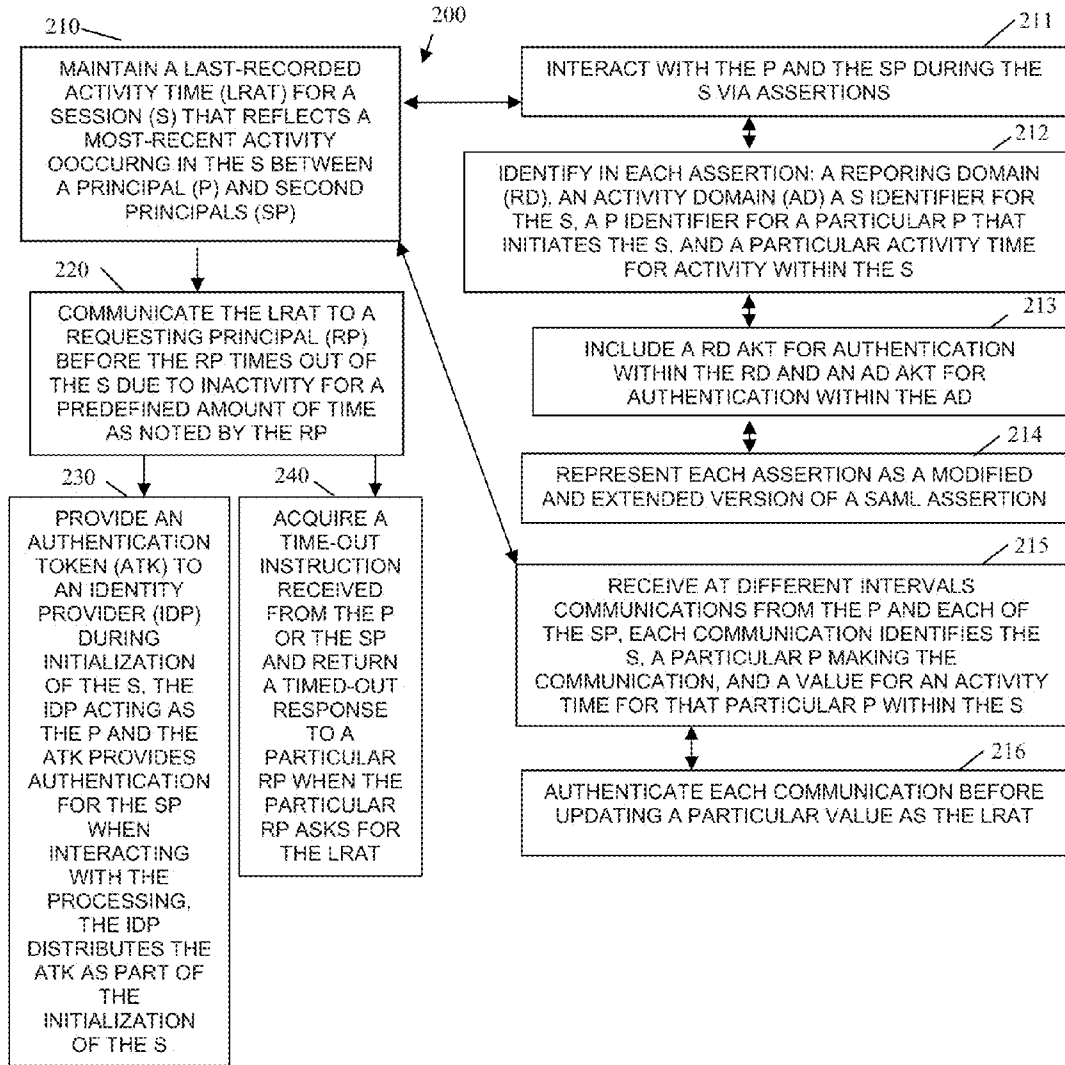 210
200
MAINTAIN A LAST-RECORDED
ACTIVITY TIME (LRAT) FOR A
SESSION (S) THAT REFLECTS A
MOST-RECENT ACTIVITY
OOCCURNG IN THE S BETWEEN
A PRINCIPAL (P) AND SECOND
PRINCIPALS (SP)
211
INTERACT WITH THE P AND THE SP DURING THE
S VIA ASSERTIONS
212
IDENTIFY IN EACH ASSERTION: A REPORING DOMAIN
(RD), AN ACTIVITY DOMAIN (AD) A S IDENTIFIER FOR
THE S, A P IDENTIFIER FOR A PARTICULAR P THAT
INITIATES THE S, AND A PARTICULAR ACTIVITY TIME
FOR ACTIVITY WITHIN THE S
220
COMMUNICATE THE LRAT TO A
REQUESTING PRINCIPAL (RP)
BEFORE THE RP TIMES OUT OF
THE S DUE TO INACTIVITY FOR A
PREDEFINED AMOUNT OF TIME
AS NOTED BY THE RP
213
INCLUDE A RD AKT FOR AUTHENTICATION
WITHIN THE RD AND AN AD AKT FOR
AUTHENTICATION WITHIN THE AD
214
REPRESENT EACH ASSERTION AS A MODIFIED
AND EXTENDED VERSION OF A SAML ASSERTION
230
PROVIDE AN
AUTHENTICATION
TOKEN (ATK) TO
AN IDENTITY
PROVIDER (IDP)
DURING
INITIALIZATION
OF THE S, THE
IDP ACTING AS
THE P AND THE
ATK PROVIDES
AUTHENTICATION
FOR THE SP
WHEN
INTERACTING
WITH THE
PROCESSING,
THE IDP
DISTRIBUTES THE
ATK AS PART OF
THE
INITIALIZATION
OF THE S
240
ACQUIRE A
TIME-OUT
INSTRUCTION
RECEIVED
FROM THE P
OR THE SP
AND RETURN
A TIMED-OUT
RESPONSE
TO A
PARTICULAR
RP WHEN THE
PARTICULAR
RP ASKS FOR
THE LRAT
215
RECEIVE AT DIFFERENT INTERVALS
COMMUNICATIONS FROM THE P AND EACH OF
THE SP, EACH COMMUNICATION IDENTIFIES THE
S, A PARTICULAR P MAKING THE
COMMUNICATION, AND A VALUE FOR AN ACTIVITY
TIME FOR THAT PARTICULAR P WITHIN THE S
216
AUTHENTICATE EACH COMMUNICATION BEFORE
UPDATING A PARTICULAR VALUE AS THE LRAT